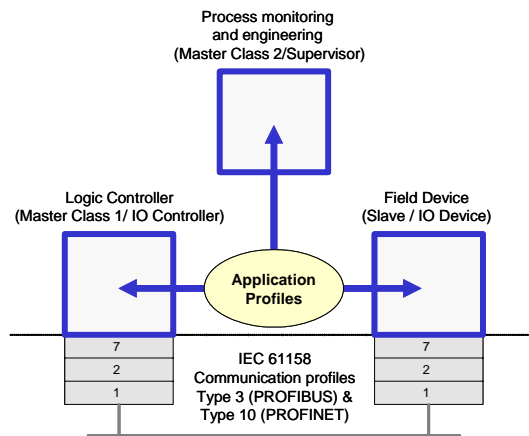 Process monitoring
and engineering
(Master Class 2/Supervisor)
Logic Controller
(Master Class 1/ IO Controller)
Field Device
(Slave / IO Device)
Application
Profiles
7
2
1
IEC 61158
Communication profiles
Type 3 (PROFIBUS) &
Type 10 (PROFINET)
7
2
1